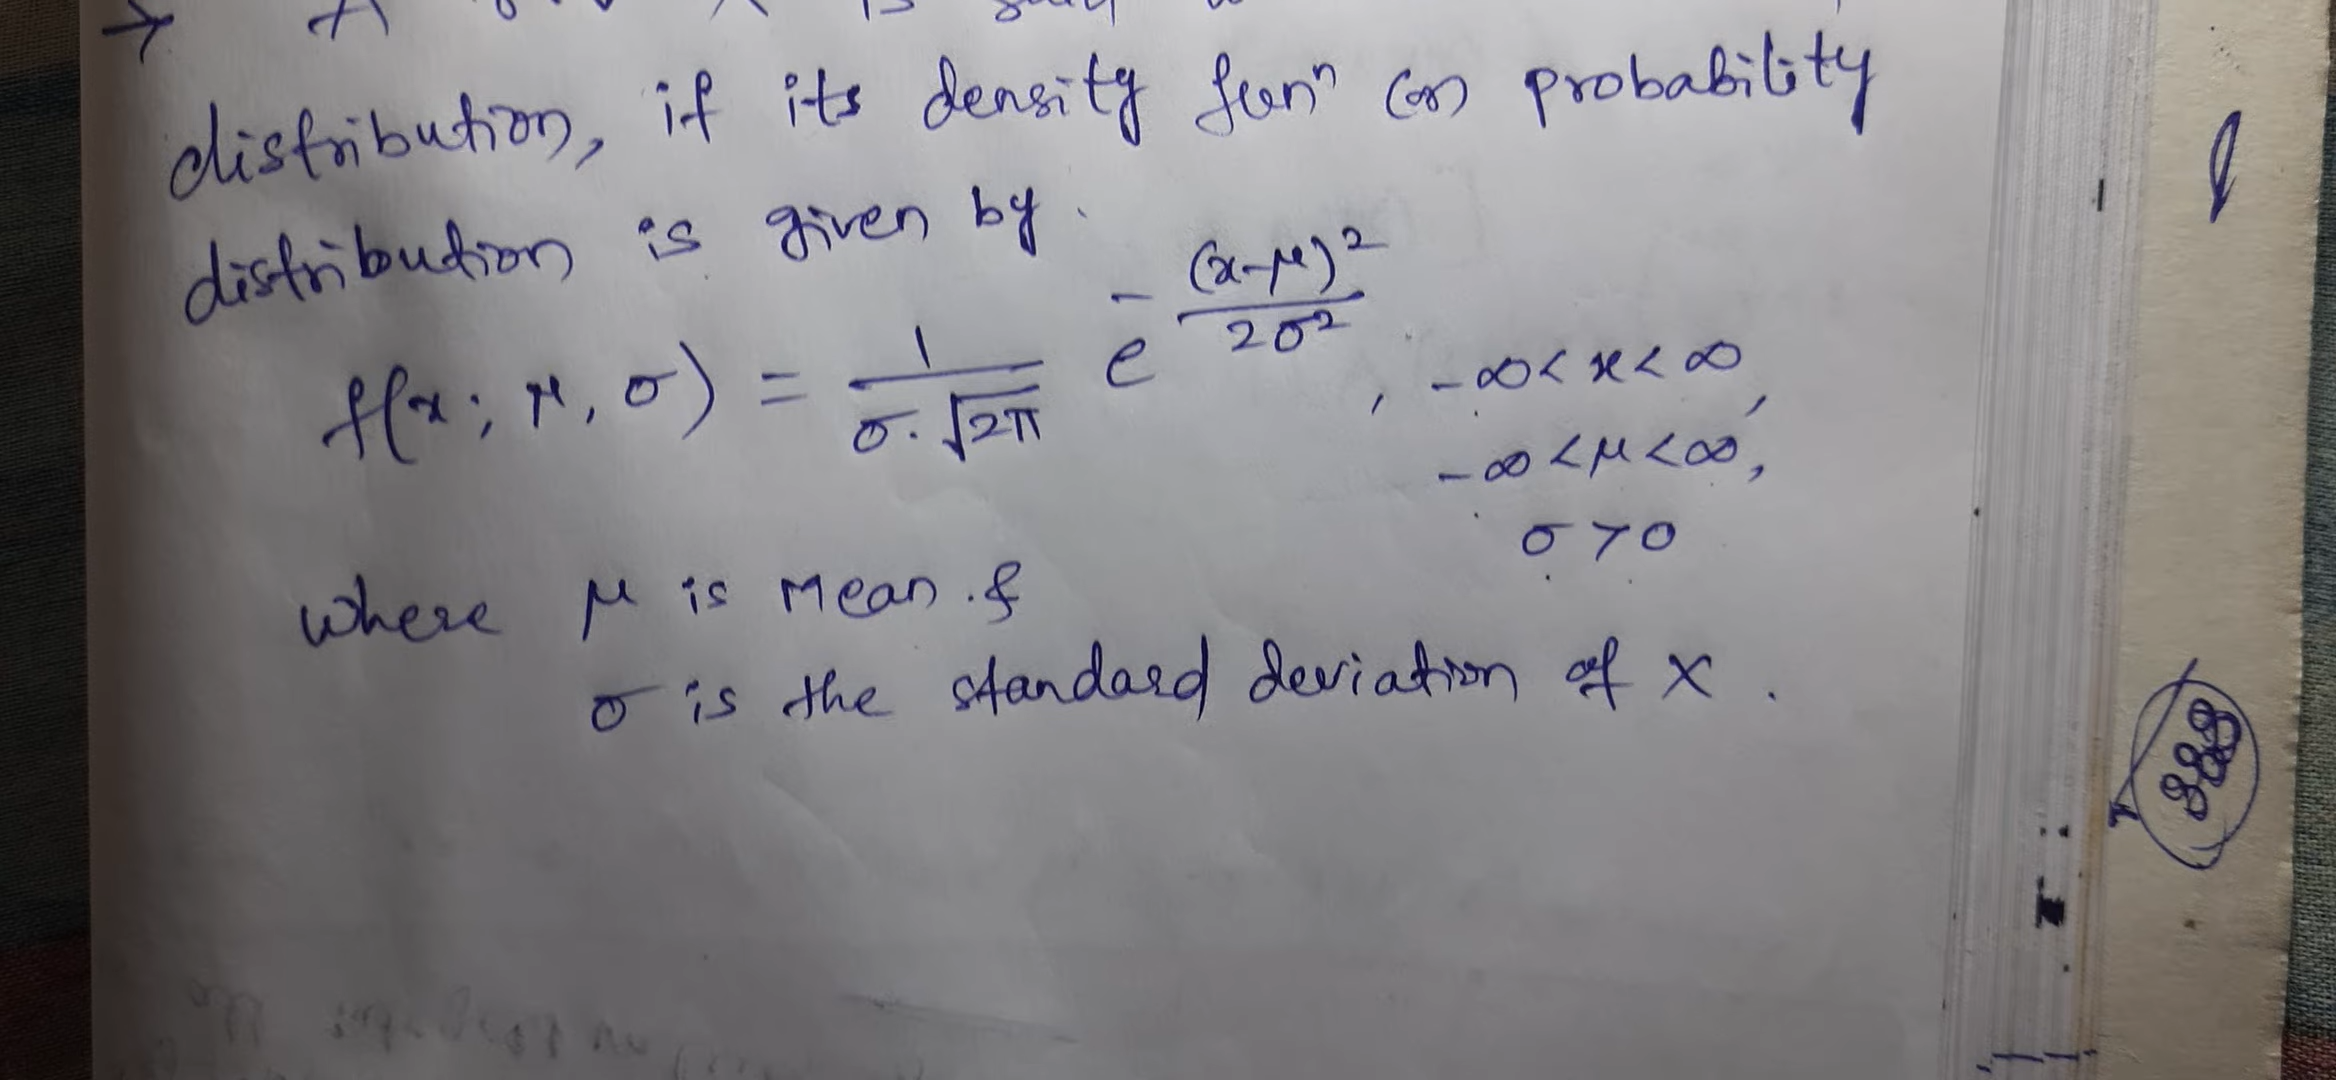 → A X is
distribution, if its density funⁿ (or) probability
distribution is given by.
f(x; μ, σ) = 1/(σ.√2π) e^(-(x-μ)²/(2σ²)) , -∞< x< ∞,
-∞ <μ <∞,
σ >0
where μ is Mean. &
σ is the standard deviation of X .